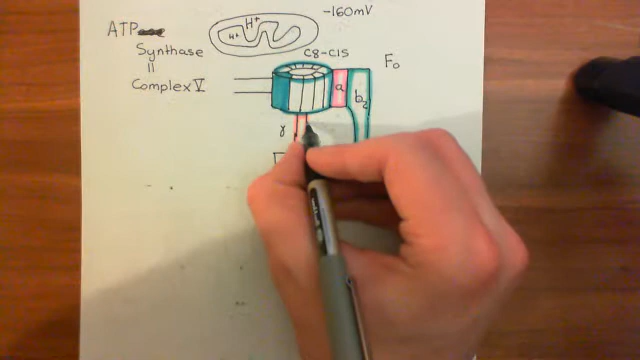 ATP
Synthase
=
Complex V
H+
H+
-160mV
C8-C15
F₀
a
b₂
γ